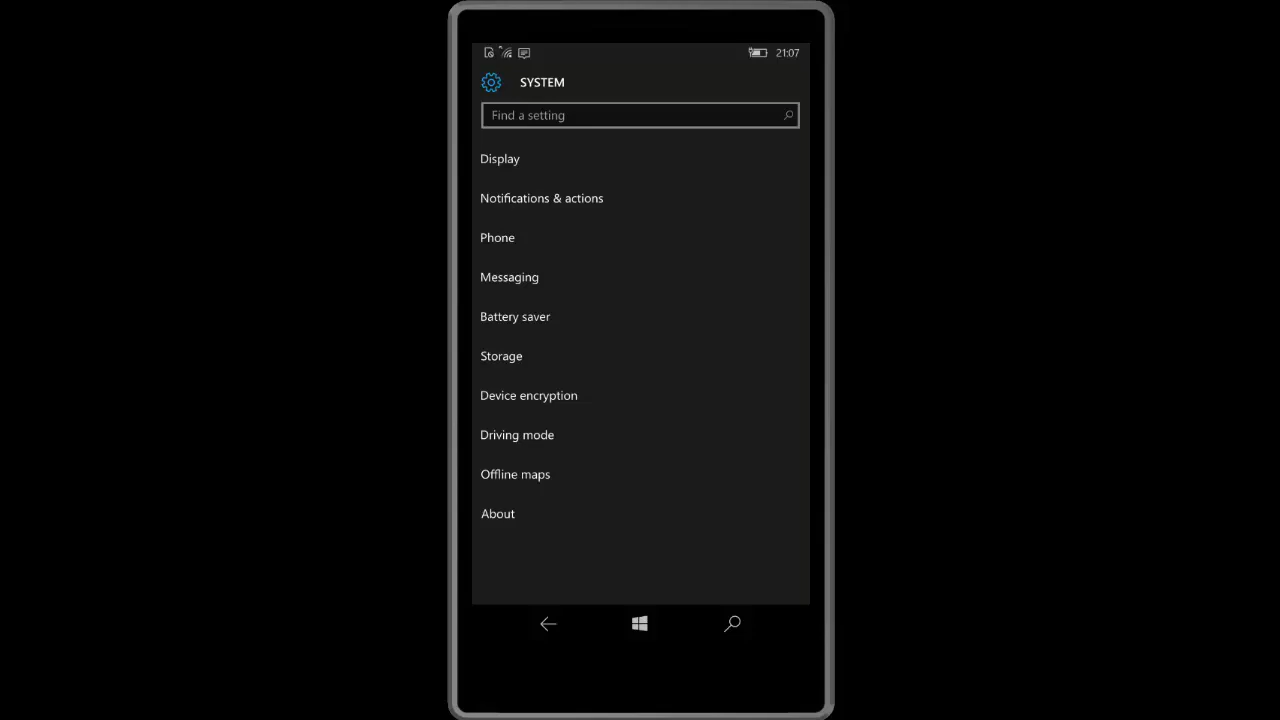 21:07
SYSTEM
Find a setting
Display
Notifications & actions
Phone
Messaging
Battery saver
Storage
Device encryption
Driving mode
Offline maps
About